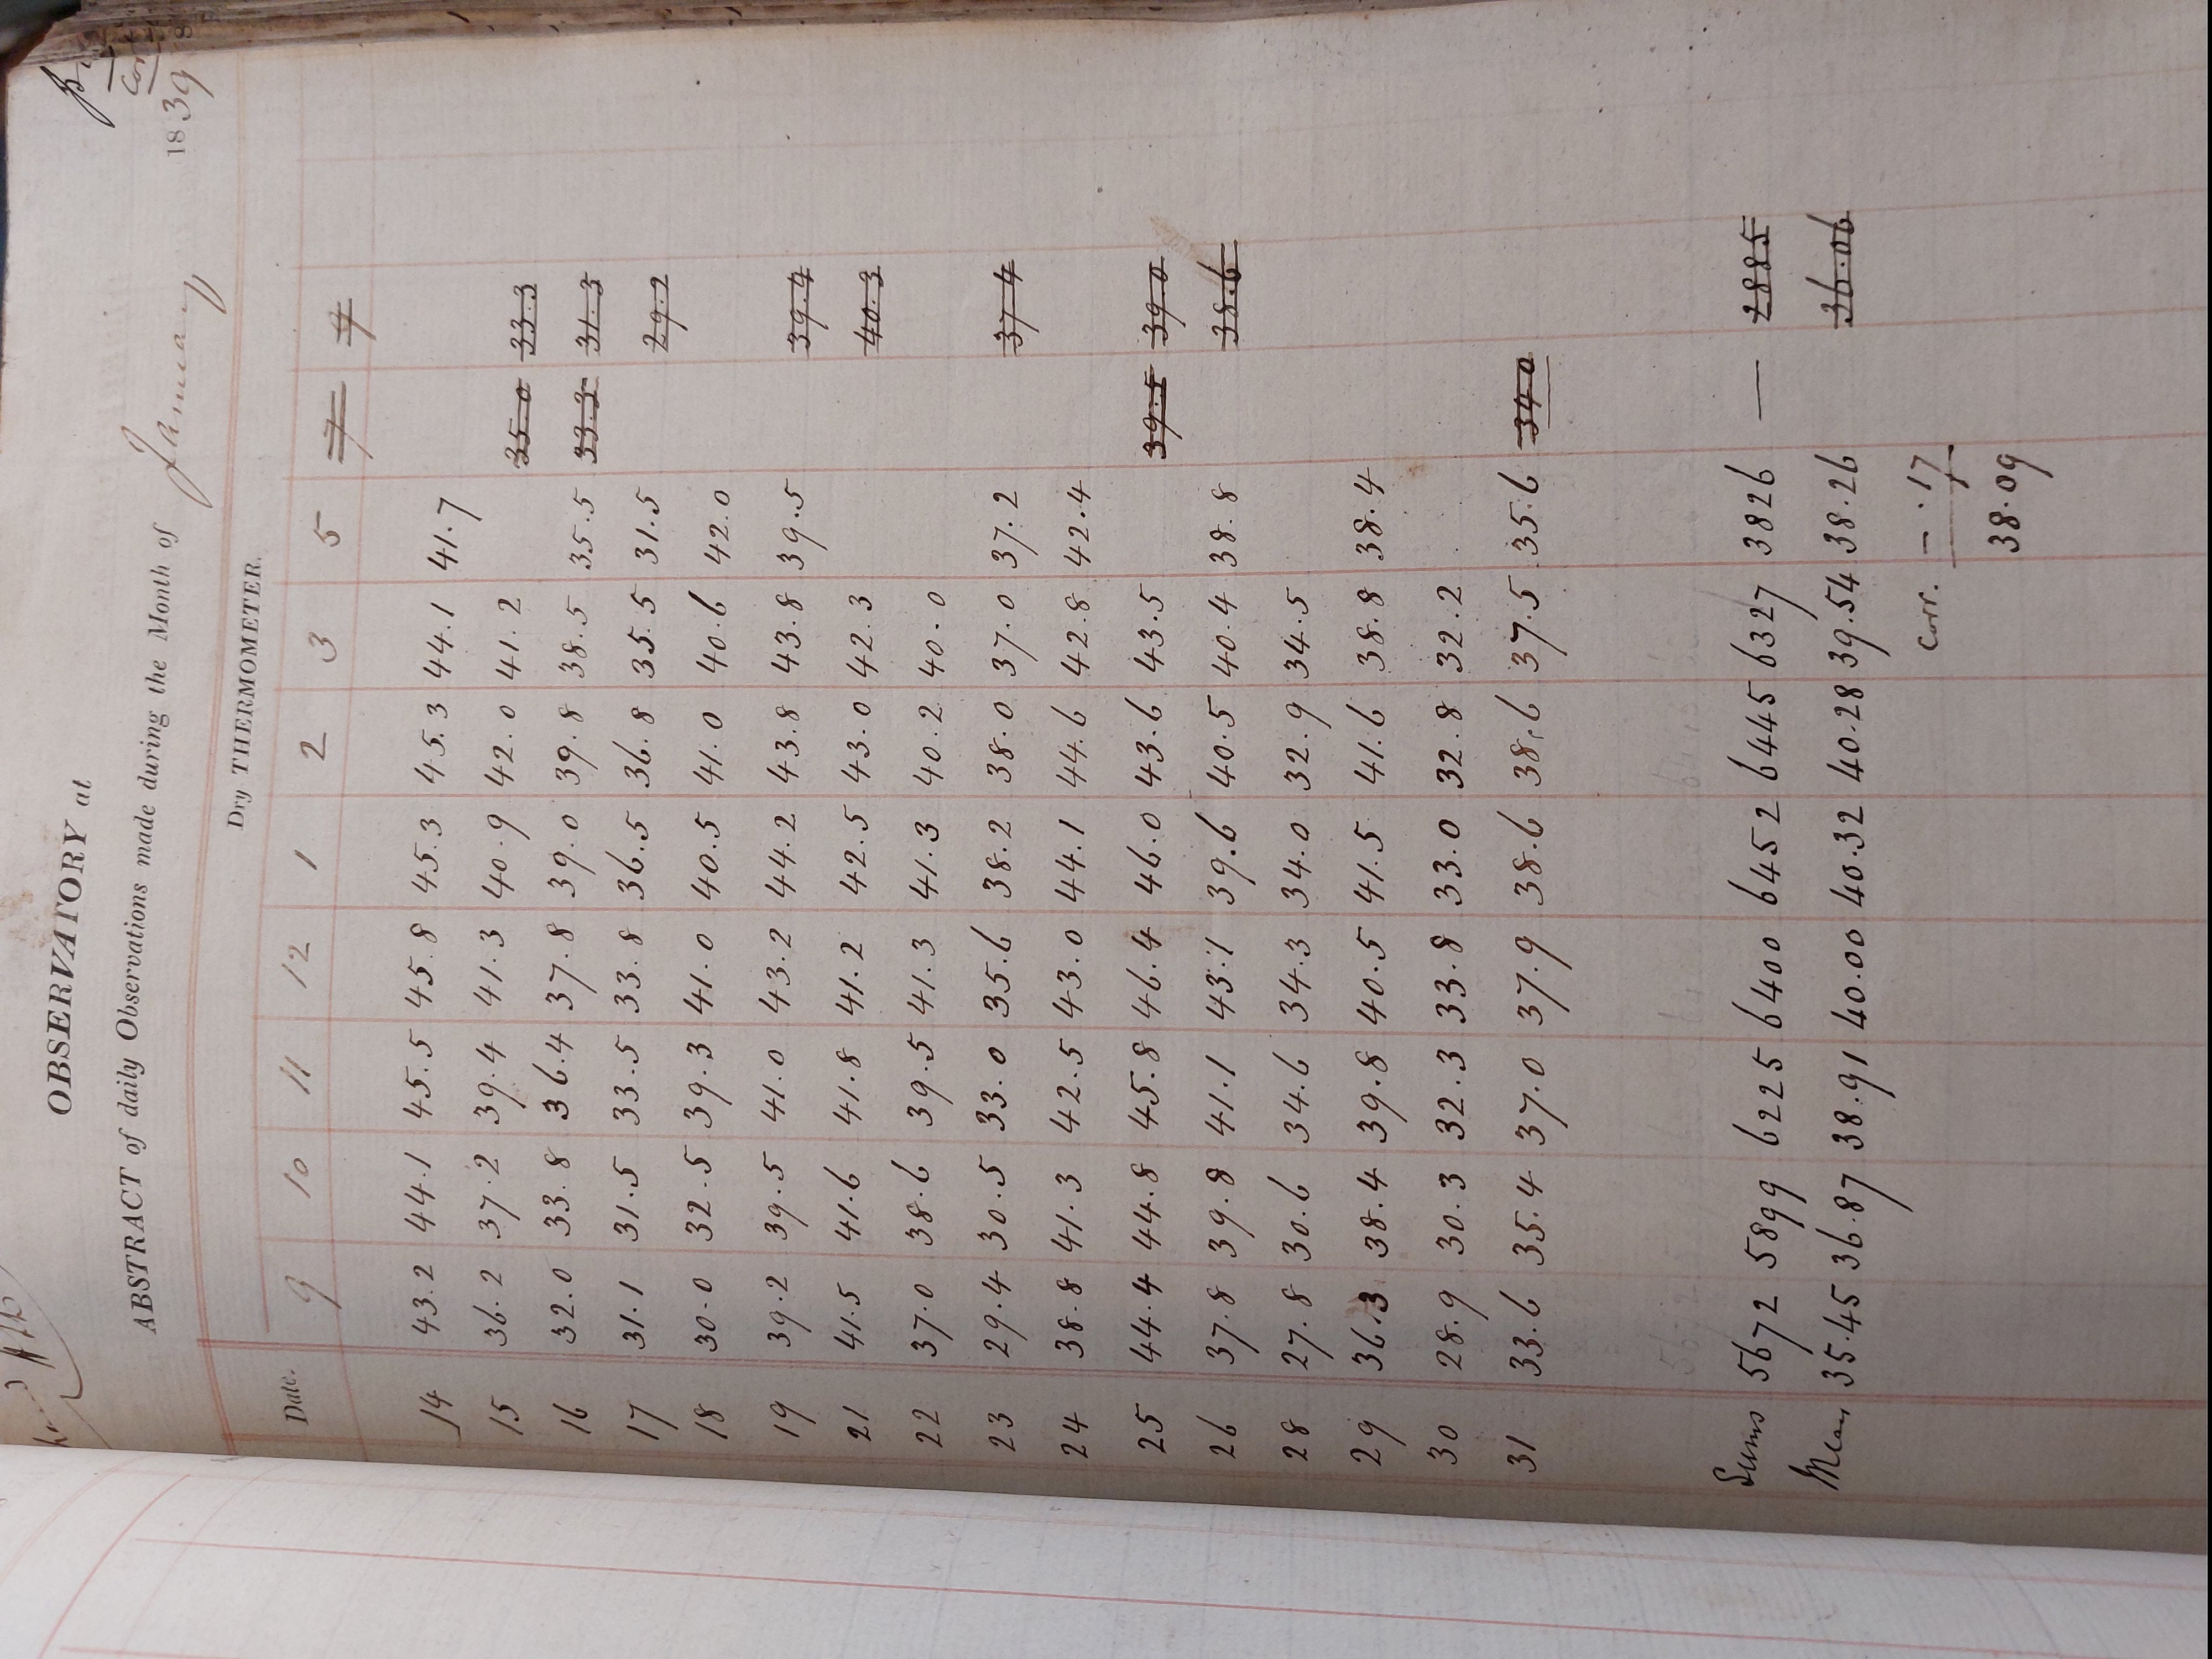 OBSERVATORY at
ABSTRACT of daily Observations made during the Month of January 1839
Dry THERMOMETER.
Date. 9 10 11 12 1 2 3 5 7 9
14 43.2 44.1 45.5 45.8 45.3 45.3 44.1 41.7
15 36.2 37.2 39.4 41.3 40.9 42.0 41.2 35.0 33.3
16 32.0 33.8 36.4 37.8 39.0 39.8 38.5 35.5 33.3 31.3
17 31.1 31.5 33.5 33.8 36.5 36.8 35.5 31.5 29.2
18 30.0 32.5 39.3 41.0 40.5 41.0 40.6 42.0
19 39.2 39.5 41.0 43.2 44.2 43.8 43.8 39.5 39.4
21 41.5 41.6 41.8 41.2 42.5 43.0 42.3 40.3
22 37.0 38.6 39.5 41.3 41.3 40.2 40.0
23 29.4 30.5 33.0 35.6 38.2 38.0 37.0 37.2 37 4
24 38.8 41.3 42.5 43.0 44.1 44.6 42.8 42.4
25 44.4 44.8 45.8 46.4 46.0 43.6 43.5 39.5 39.0
26 37.8 39.8 41.1 43.1 39.6 40.5 40.4 38.8 38.6
28 27.8 30.6 34.6 34.3 34.0 32.9 34.5
29 36.3 38.4 39.8 40.5 41.5 41.6 38.8 38.4
30 28.9 30.3 32.3 33.8 33.0 32.8 32.2
31 33.6 35.4 37.0 37.9 38.6 38.6 37.5 35.6 34 0
Sums 5672 5899 6225 6400 6452 6445 6327 3826 — 2885
Mean 35.45 36.87 38.91 40.00 40.32 40.28 39.54 38.26 36.06
Corr. - .17
38.09